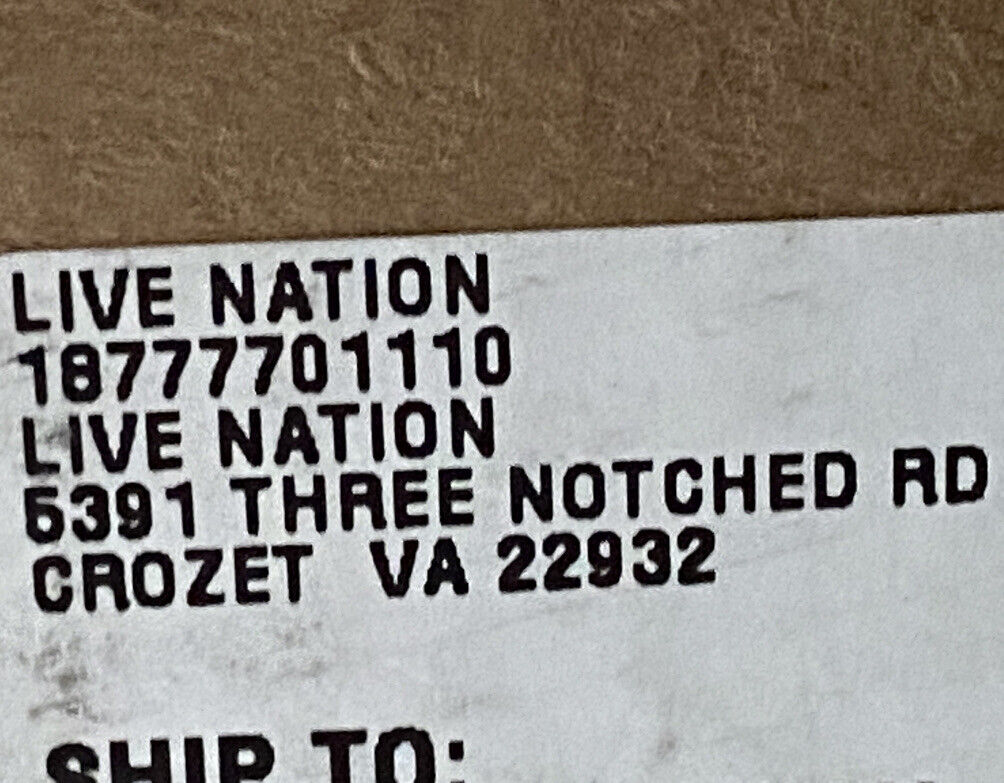 LIVE NATION
18777701110
LIVE NATION
5391 THREE NOTCHED RD
CROZET VA 22932
SHIP TO: